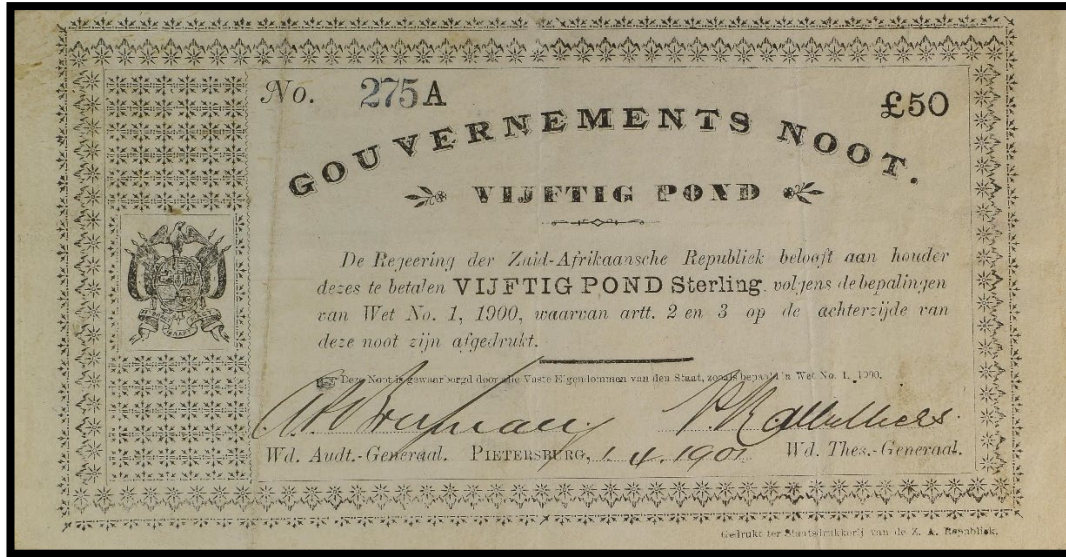 No. 275A £50
GOUVERNEMENTS NOOT.
VIJFTIG POND
De Regeering der Zuid-Afrikaansche Republiek belooft aan houder
dezes te betalen VIJFTIG POND Sterling, volgens de bepalingen
van Wet No. 1, 1900, waarvan artt. 2 en 3 op de achterzijde van
deze noot zijn afgedrukt.
Deze Noot is gewaarborgd door alle Vaste Eigendommen van den Staat, zooals bepaald in Wet No. 1, 1900.
Wd. Audt.-Generaal. PIETERSBURG, 1.4.1901 Wd. Thes.-Generaal.
Gedrukt ter Staatsdrukkerij van de Z. A. Republiek.